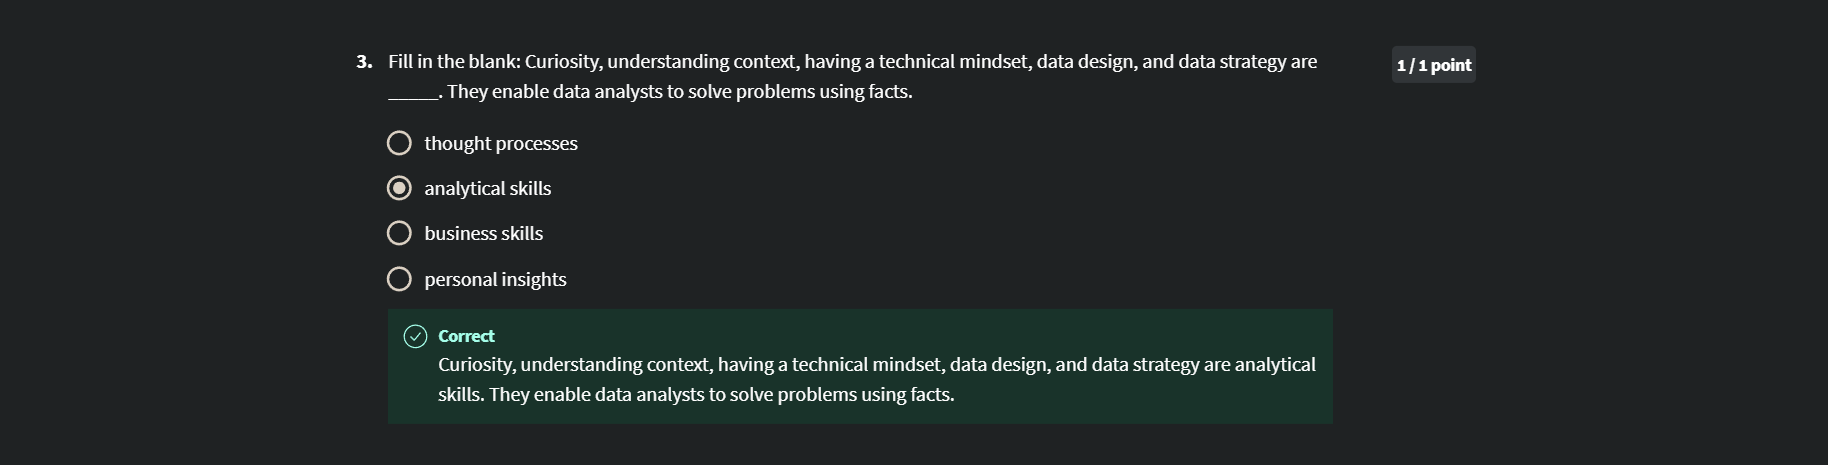 3. Fill in the blank: Curiosity, understanding context, having a technical mindset, data design, and data strategy are
_____. They enable data analysts to solve problems using facts.
1 / 1 point
thought processes
analytical skills
business skills
personal insights
Correct
Curiosity, understanding context, having a technical mindset, data design, and data strategy are analytical
skills. They enable data analysts to solve problems using facts.